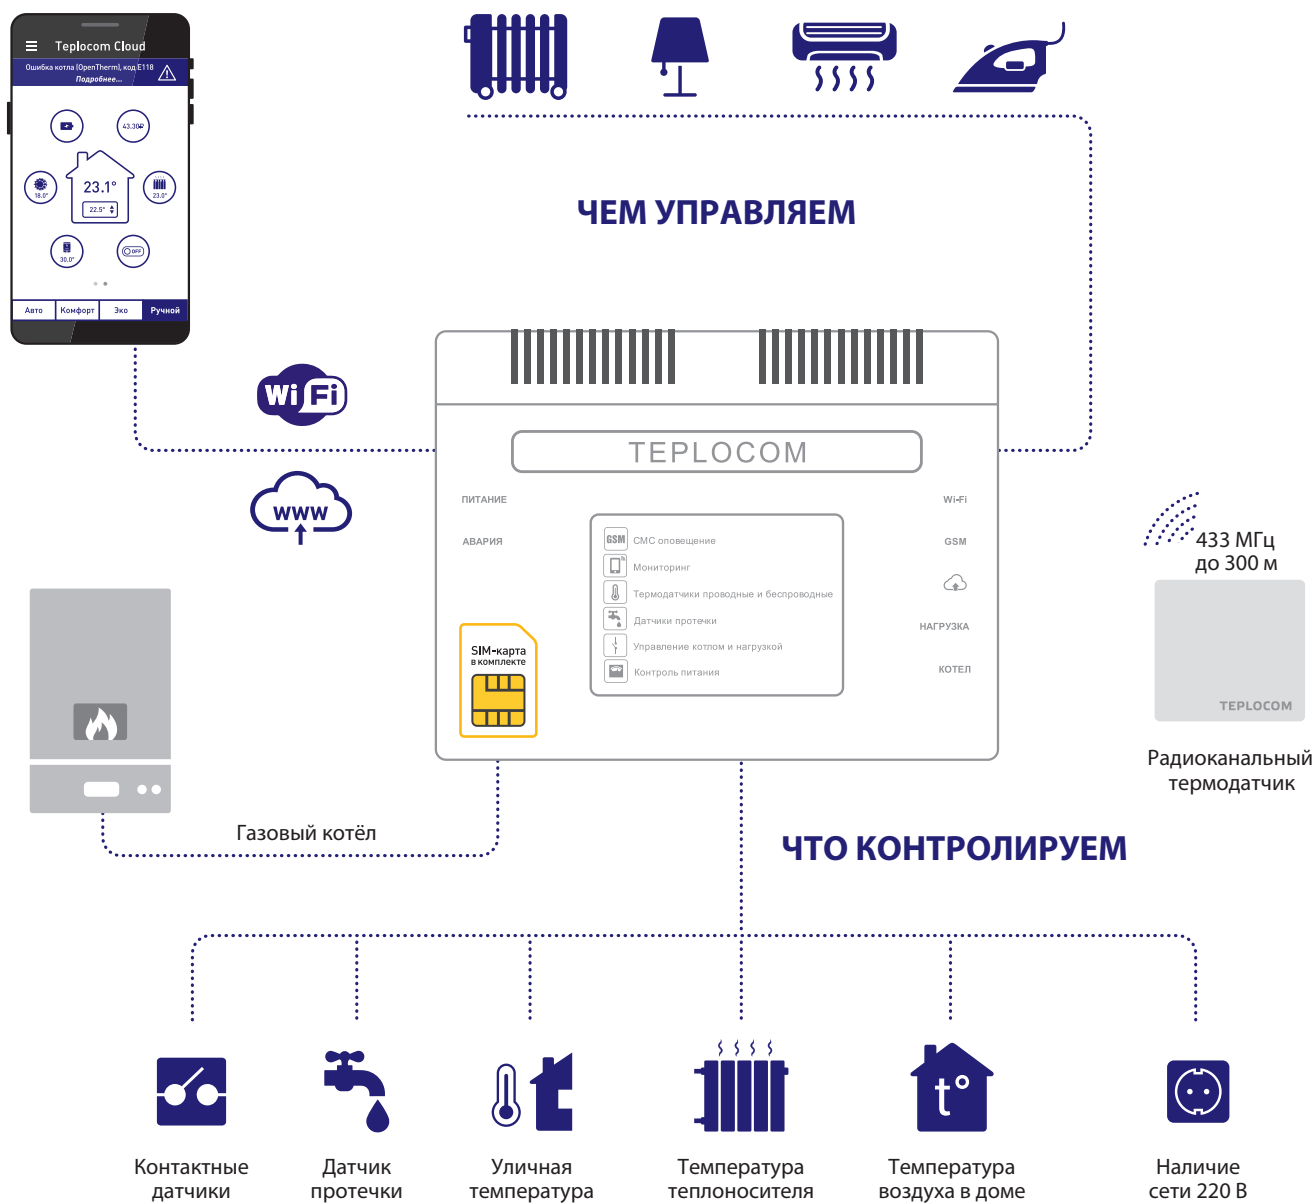 Teplocom Cloud
Ошибка котла (OpenTherm), код E118
Подробнее...
43.30₽
18.0°
23.1°
22.5°
23.0°
30.0°
OFF
Авто Комфорт Эко Ручной
ЧЕМ УПРАВЛЯЕМ
Wi Fi
www
TEPLOCOM
ПИТАНИЕ
АВАРИЯ
Wi-Fi
GSM
НАГРУЗКА
КОТЕЛ
GSM СМС оповещение
Мониторинг
Термодатчики проводные и беспроводные
Датчики протечки
Управление котлом и нагрузкой
Контроль питания
SIM-карта
в комплекте
433 МГц
до 300 м
TEPLOCOM
Радиоканальный
термодатчик
Газовый котёл
ЧТО КОНТРОЛИРУЕМ
t°
Контактные
датчики
Датчик
протечки
Уличная
температура
Температура
теплоносителя
Температура
воздуха в доме
Наличие
сети 220 В